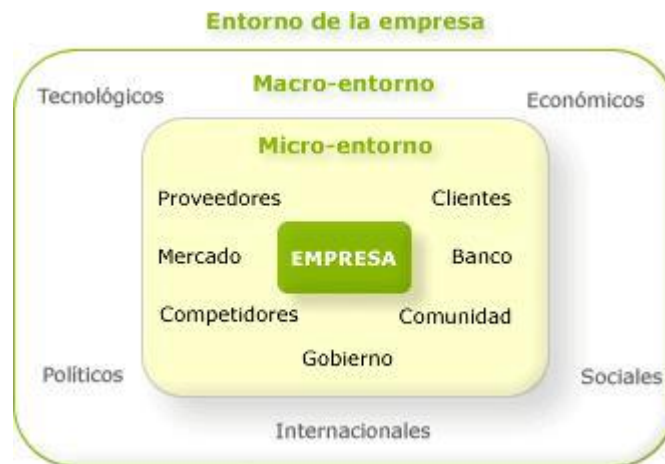 Entorno de la empresa
Macro-entorno
Tecnológicos
Económicos
Micro-entorno
Proveedores
Clientes
Mercado
EMPRESA
Banco
Competidores
Comunidad
Gobierno
Políticos
Sociales
Internacionales